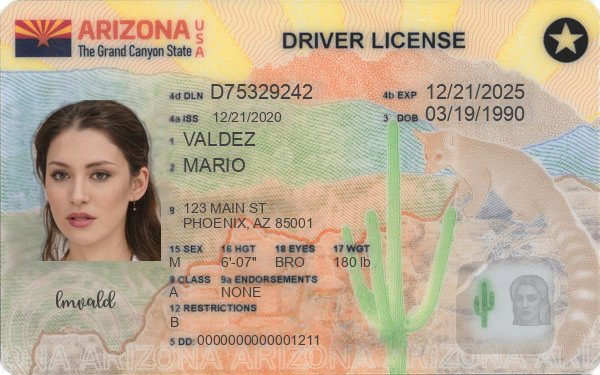 ARIZONA USA
The Grand Canyon State
DRIVER LICENSE
4d DLN D75329242
4b EXP 12/21/2025
4a ISS 12/21/2020
3 DOB 03/19/1990
1 VALDEZ
2 MARIO
8 123 MAIN ST
PHOENIX, AZ 85001
15 SEX 16 HGT 18 EYES 17 WGT
M 6'-07" BRO 180 lb
9 CLASS 9a ENDORSEMENTS
A NONE
12 RESTRICTIONS
B
lmvald
5 DD: 0000000000001211
ONA ARIZONA ARIZONA ARIZONA ARIZONA ARIZ